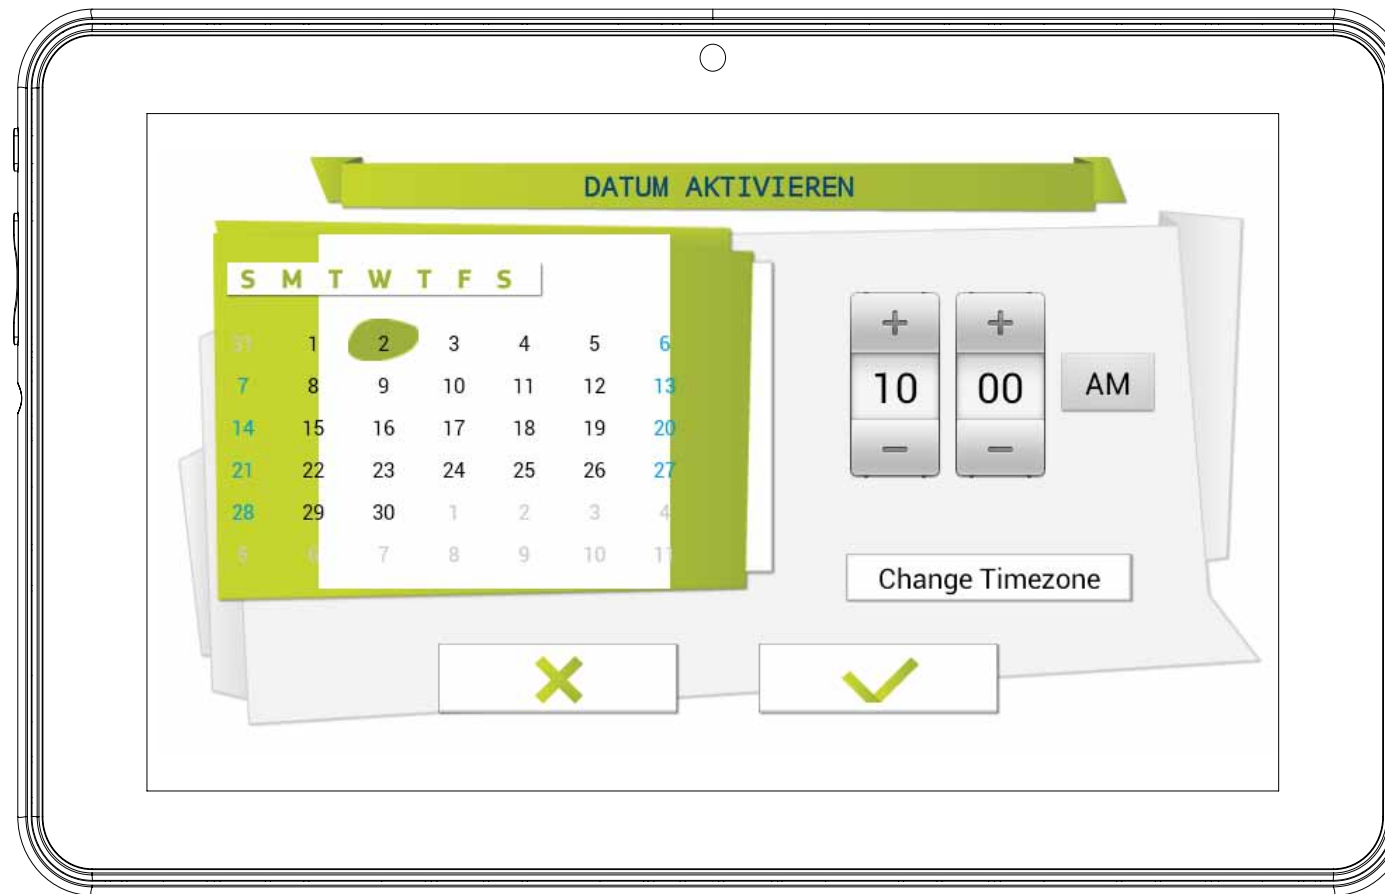 DATUM AKTIVIEREN
S M T W T F S
31 1 2 3 4 5 6
7 8 9 10 11 12 13
14 15 16 17 18 19 20
21 22 23 24 25 26 27
28 29 30 1 2 3 4
5 6 7 8 9 10 11
+ +
10 00 AM
− −
Change Timezone